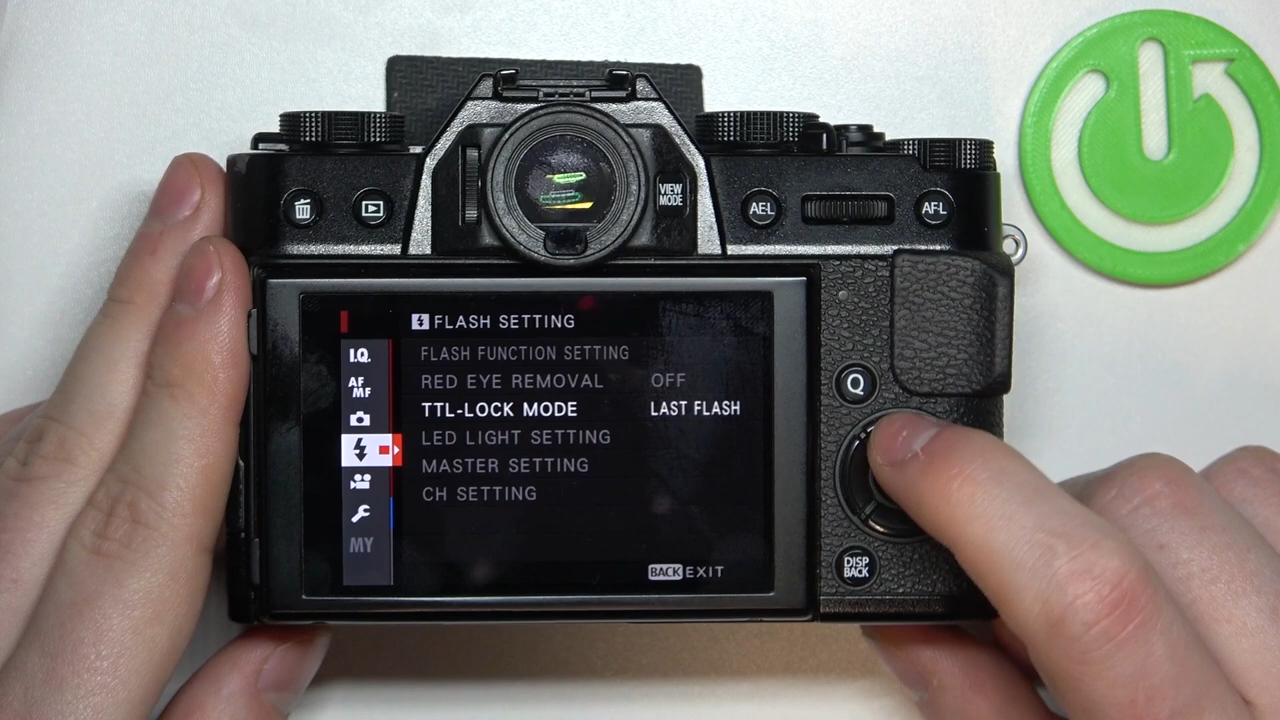 VIEW
MODE
AE-L
AF-L
FLASH SETTING
I.Q.
FLASH FUNCTION SETTING
AF
MF
RED EYE REMOVAL OFF
TTL-LOCK MODE LAST FLASH
LED LIGHT SETTING
MASTER SETTING
CH SETTING
MY
BACK EXIT
Q
DISP
BACK